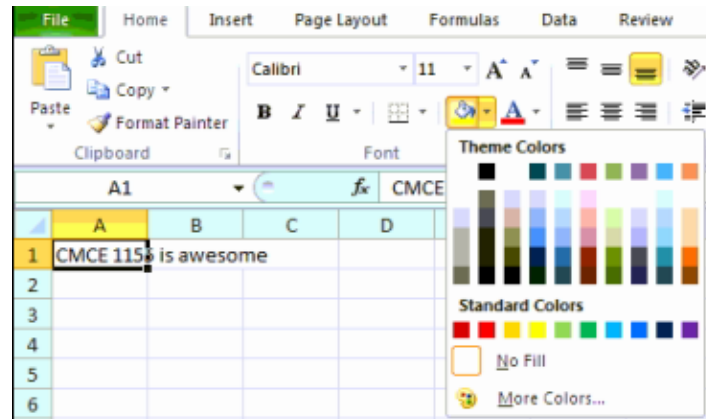 File Home Insert Page Layout Formulas Data Review
Cut
Copy
Paste
Format Painter
Clipboard
Calibri 11 A A
B I U A
Font
Theme Colors
Standard Colors
No Fill
More Colors...
A1 fx CMCE
A B C D
1 CMCE 1155 is awesome
2
3
4
5
6